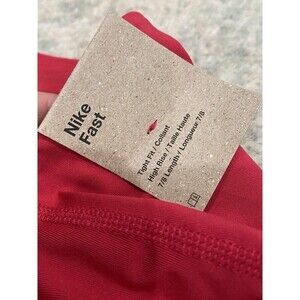 Nike
Fast
Tight Fit / Collant
High Rise / Taille Haute
7/8 Length / Longueur 7/8